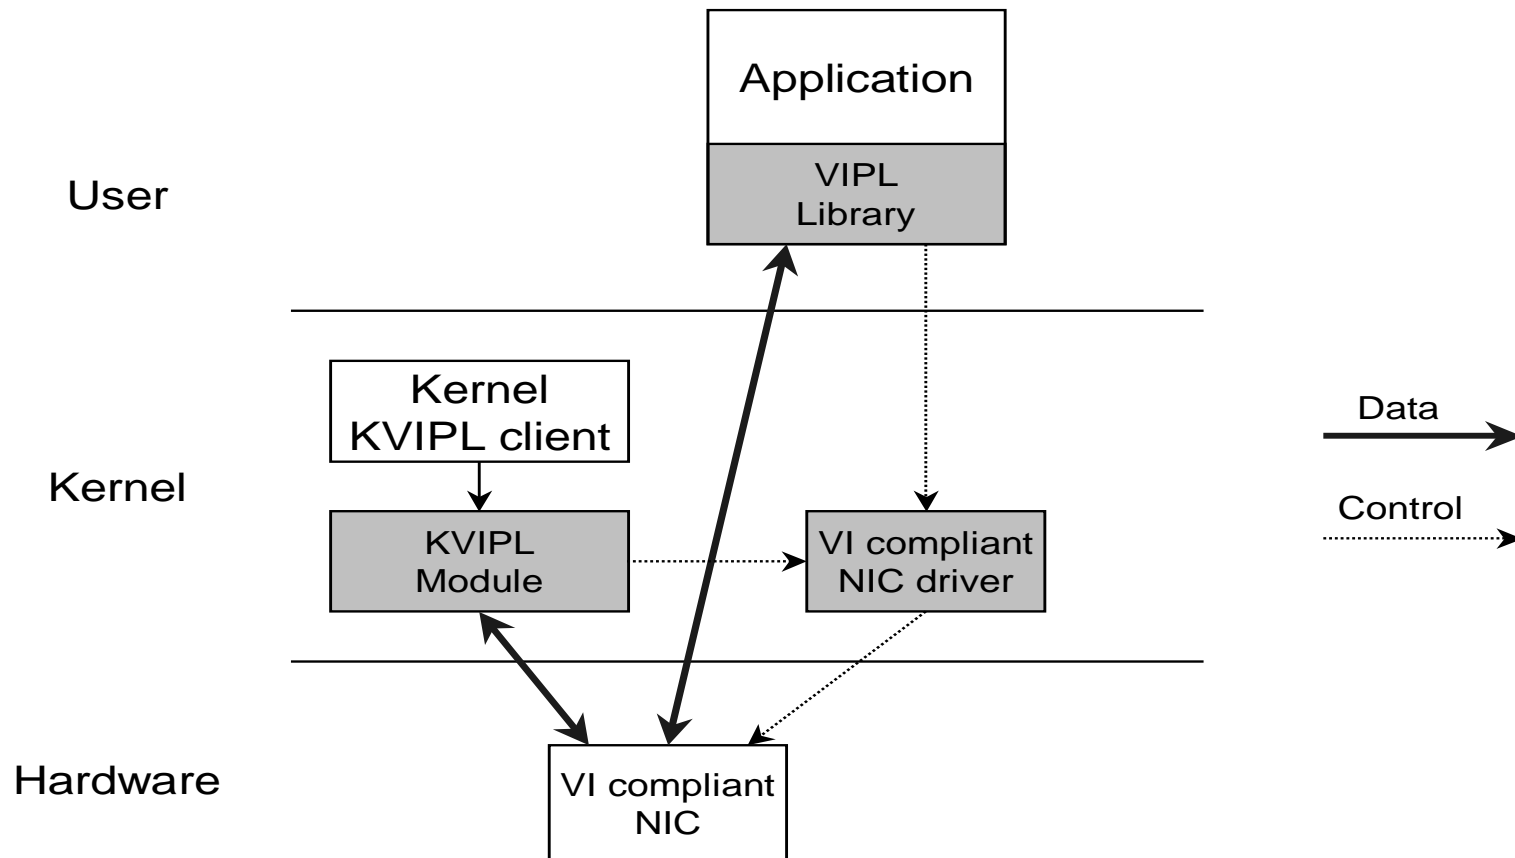 Application
VIPL
Library
User
Kernel
KVIPL client
Data
Kernel
Control
KVIPL
Module
VI compliant
NIC driver
Hardware
VI compliant
NIC